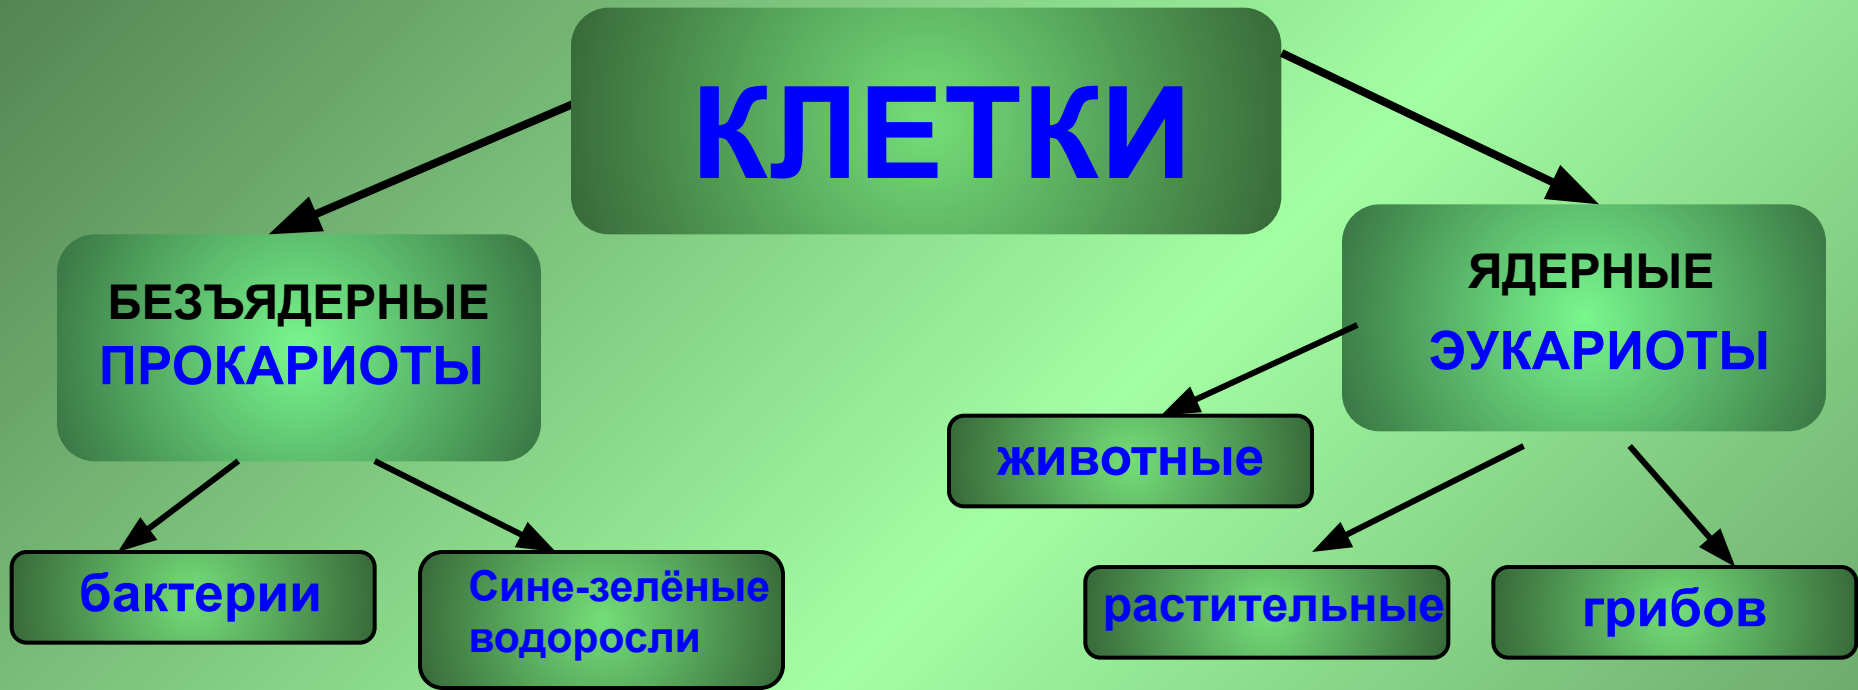 КЛЕТКИ
БЕЗЪЯДЕРНЫЕ
ПРОКАРИОТЫ
ЯДЕРНЫЕ
ЭУКАРИОТЫ
животные
бактерии
Сине-зелёные
водоросли
растительные
грибов